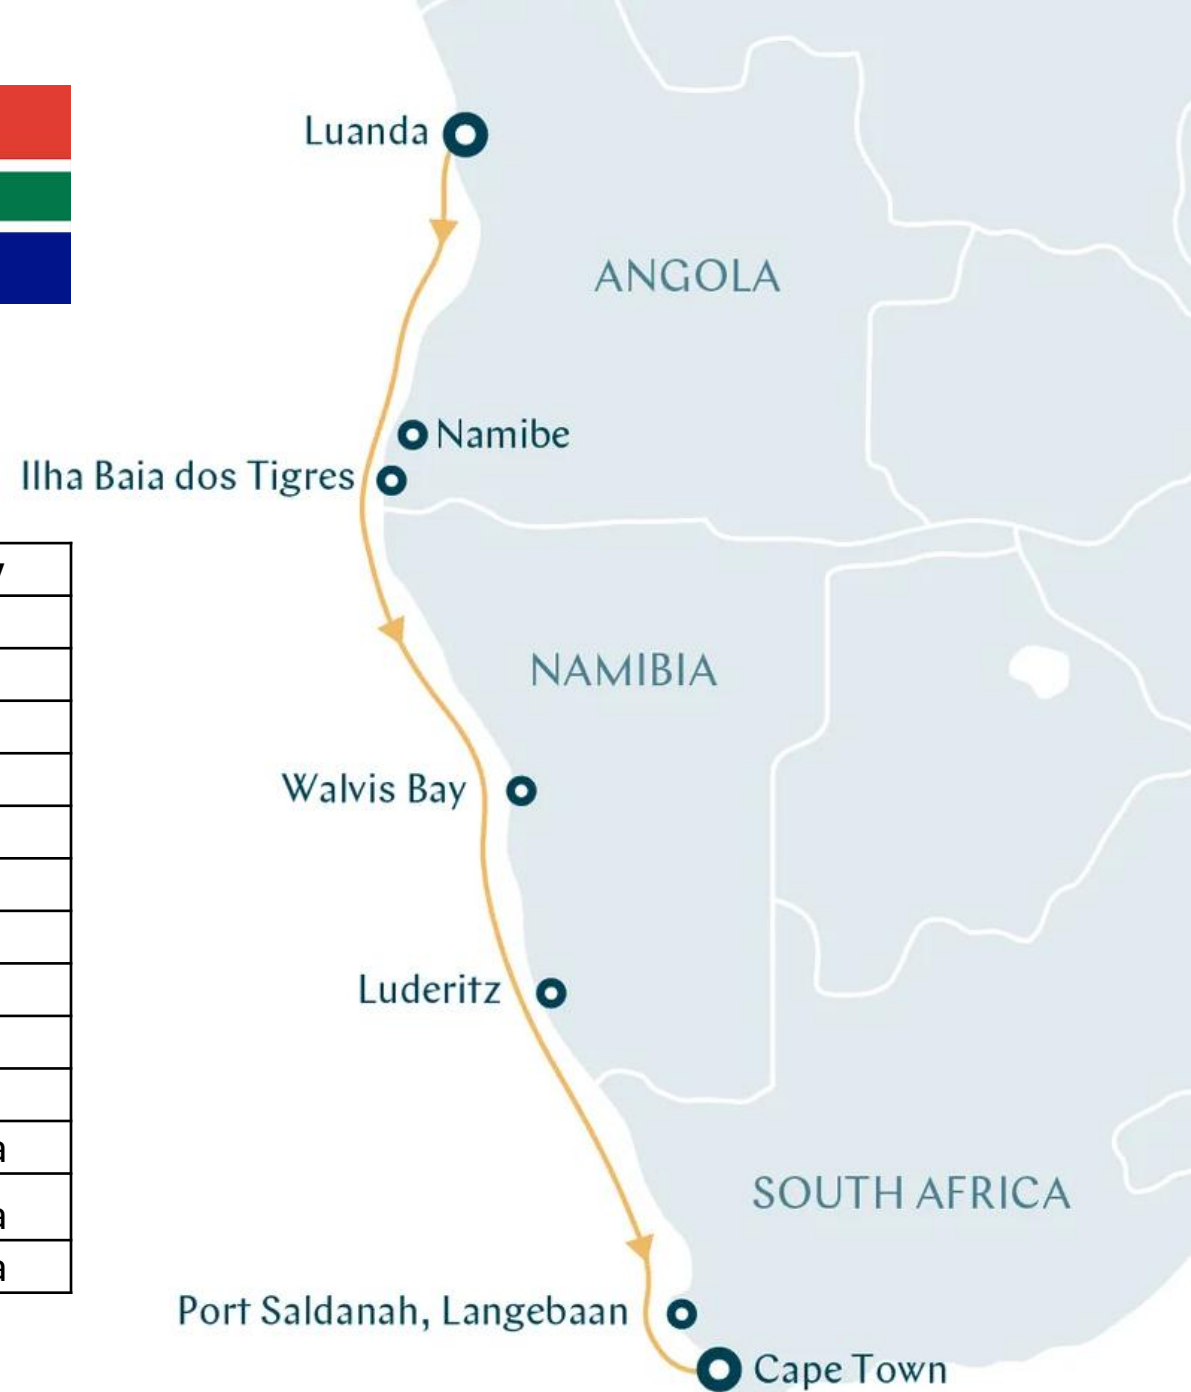 Luanda
ANGOLA
Namibe
Ilha Baia dos Tigres
y
NAMIBIA
Walvis Bay
Luderitz
a
SOUTH AFRICA
a
a
Port Saldanah, Langebaan
Cape Town